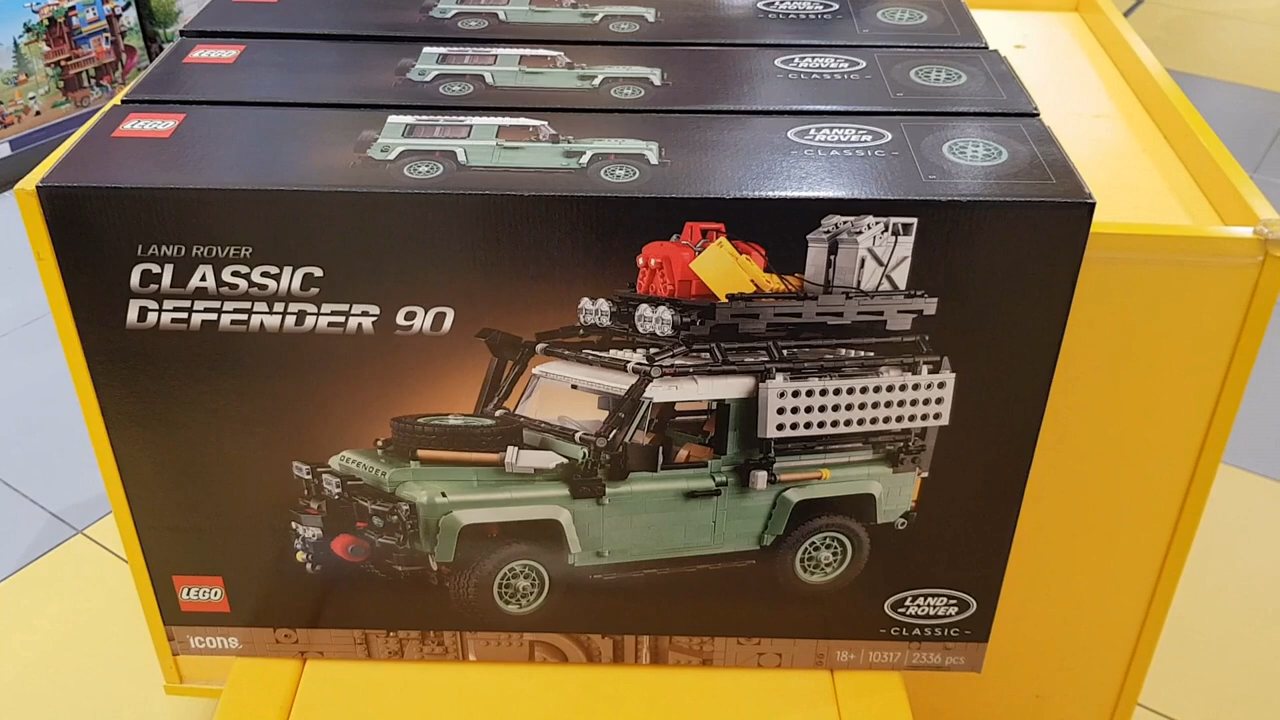 LAND ROVER
CLASSIC
LEGO
LAND ROVER
CLASSIC
LEGO
LAND ROVER
CLASSIC
LAND ROVER
CLASSIC
DEFENDER 90
DEFENDER
LEGO
LAND ROVER
CLASSIC
icons
18+ | 10317 | 2336 pcs